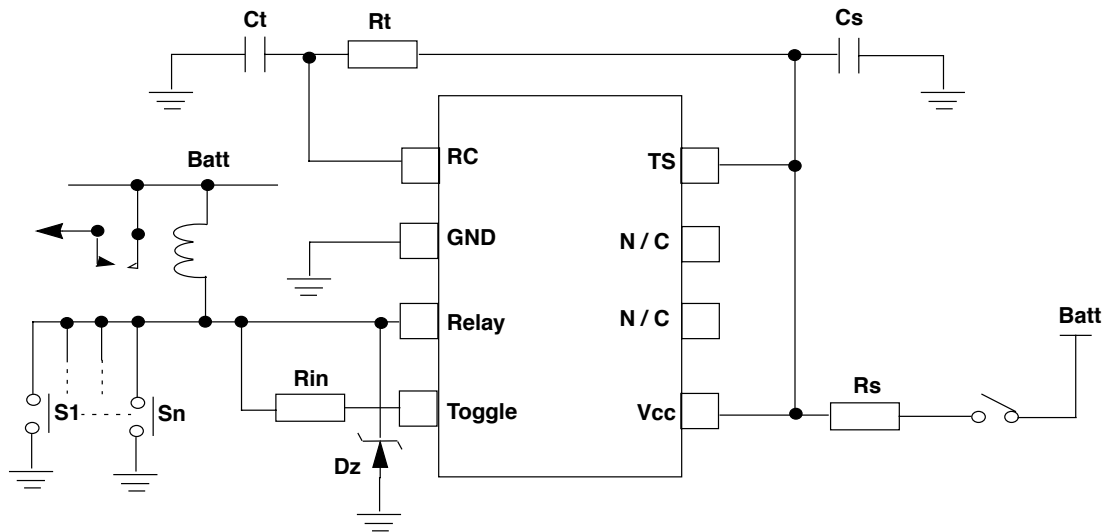 Ct
Rt
Cs
RC
TS
Batt
GND
N / C
Relay
N / C
Batt
Rin
Rs
S1
Sn
Toggle
Vcc
Dz